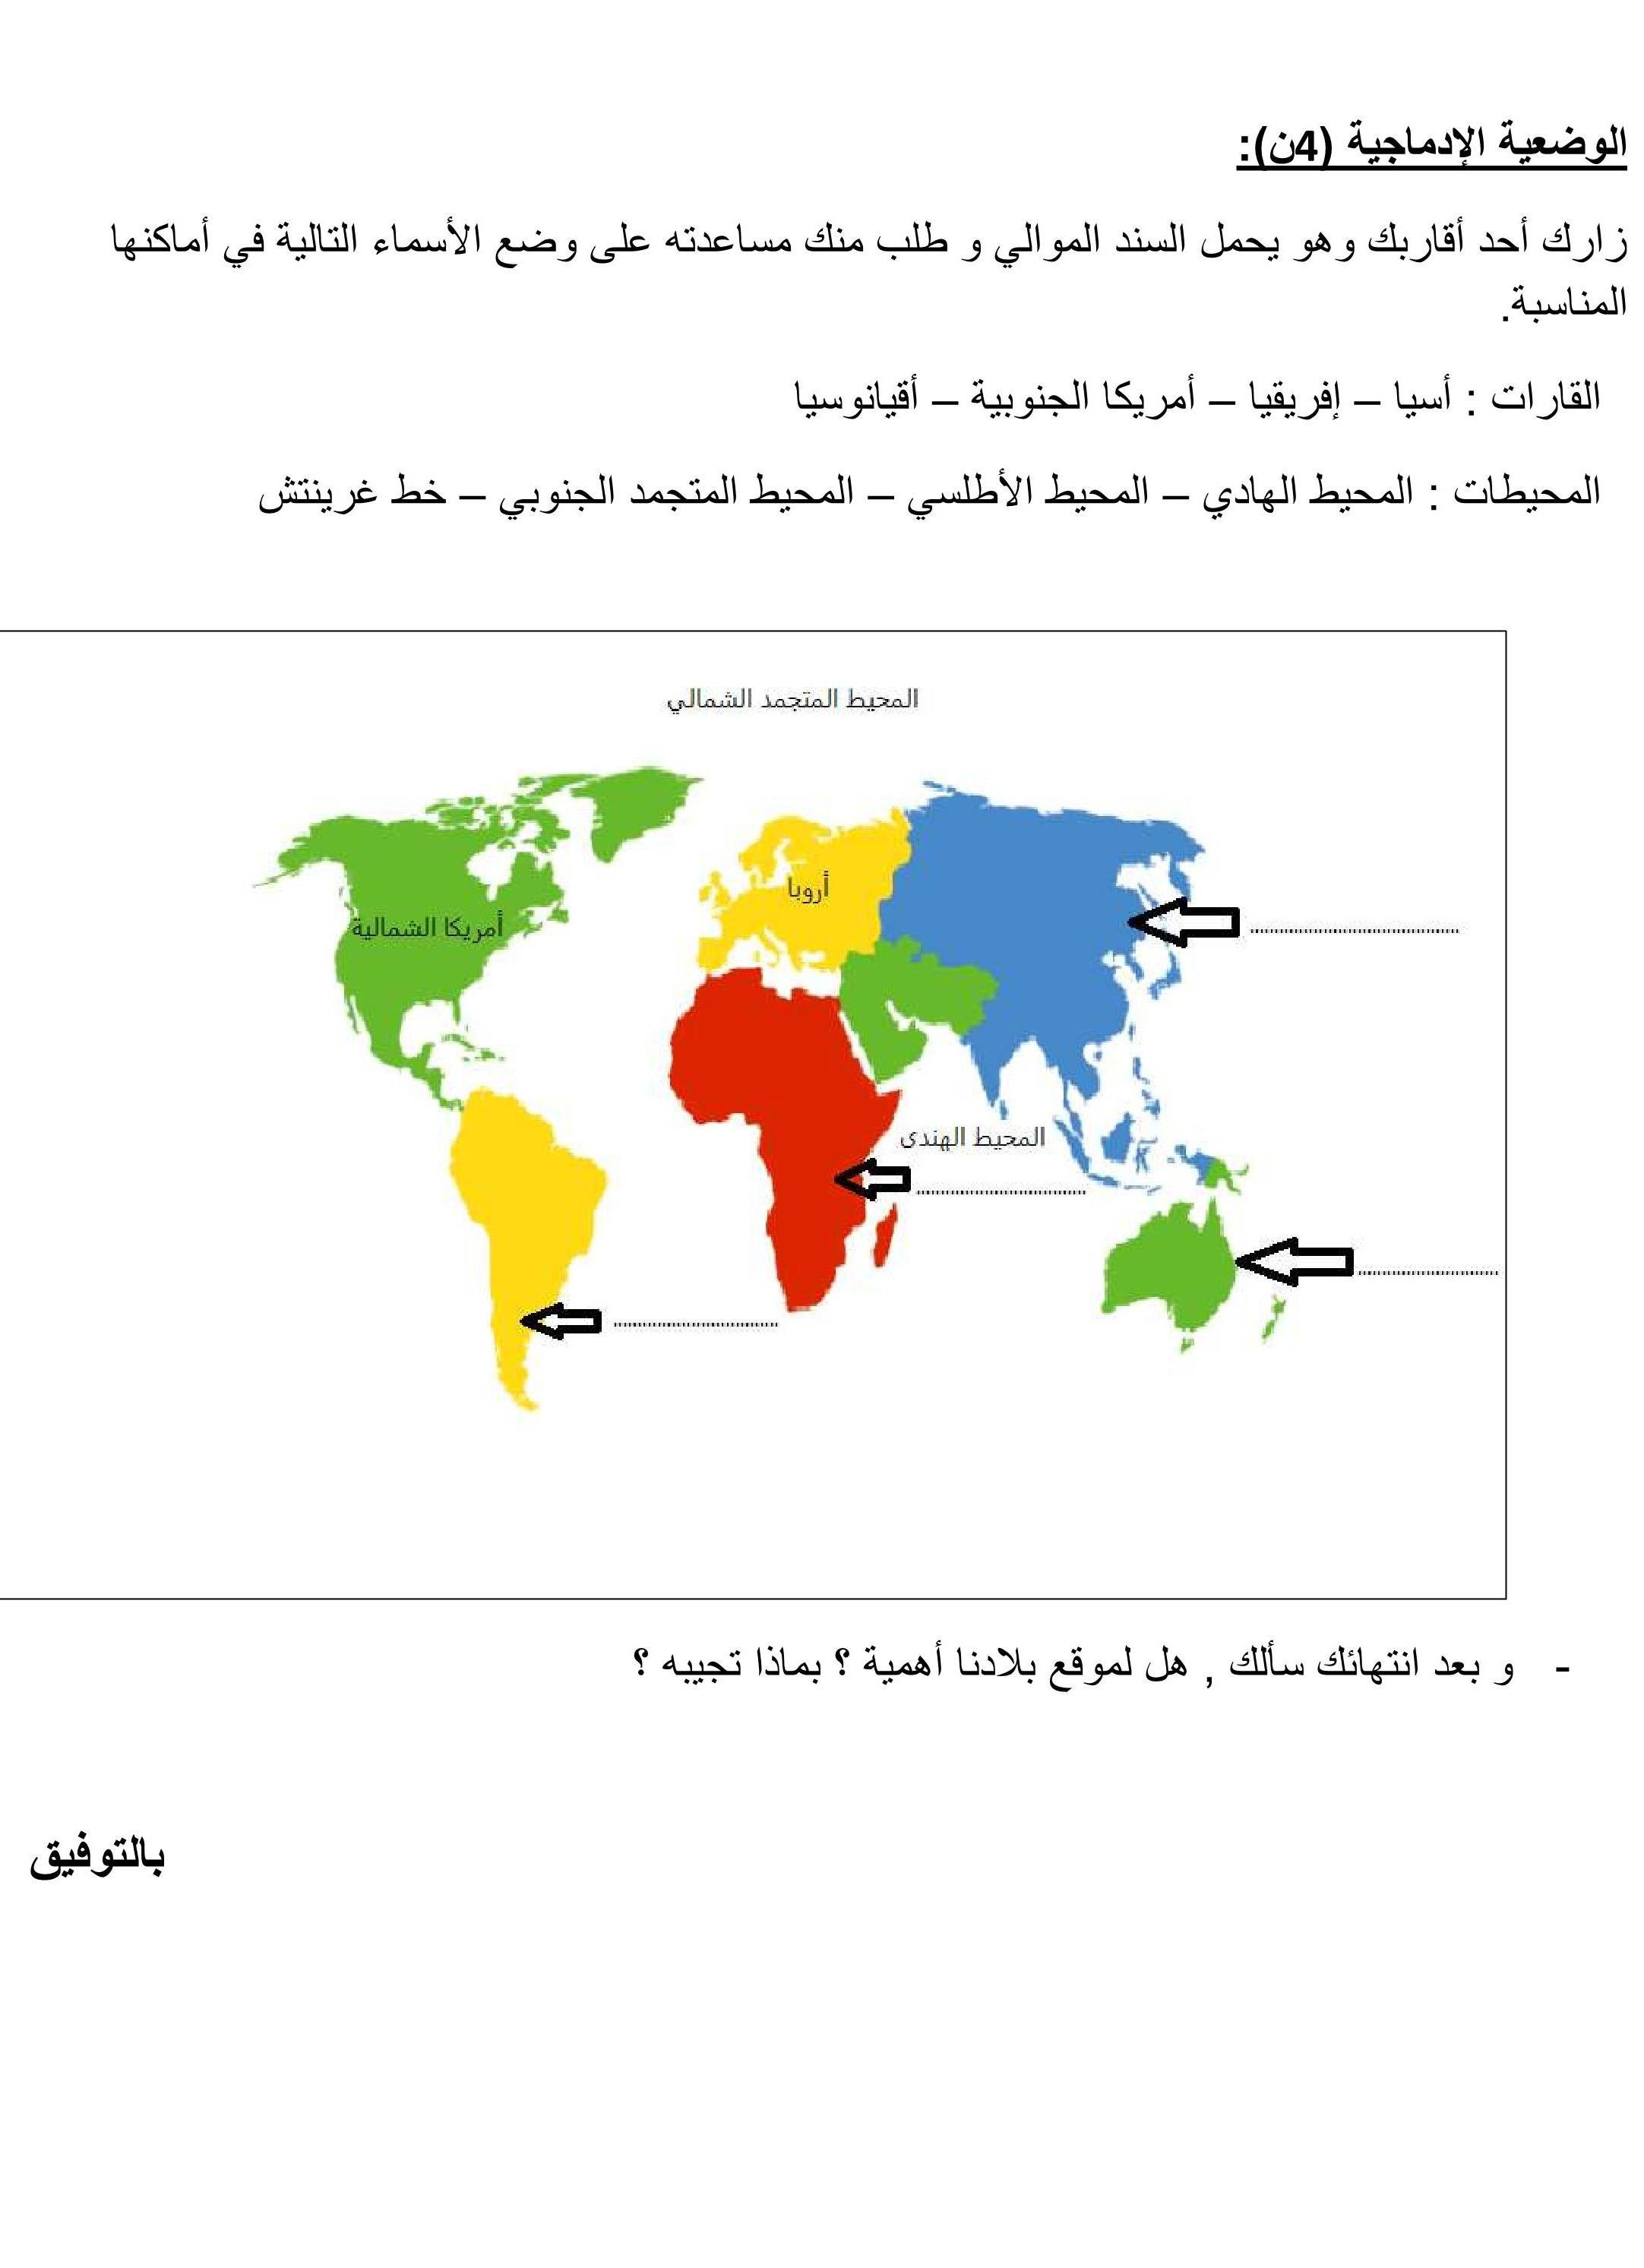 الوضعية الإدماجية (4ن):
زارك أحد أقاربك وهو يحمل السند الموالي و طلب منك مساعدته على وضع الأسماء التالية في أماكنها
المناسبة.
القارات : أسيا – إفريقيا – أمريكا الجنوبية – أقيانوسيا
المحيطات : المحيط الهادي – المحيط الأطلسي – المحيط المتجمد الجنوبي – خط غرينتش
المحيط المتجمد الشمالي
أروبا
أمريكا الشمالية
المحيط الهندى
- و بعد انتهائك سألك , هل لموقع بلادنا أهمية ؟ بماذا تجيبه ؟
بالتوفيق